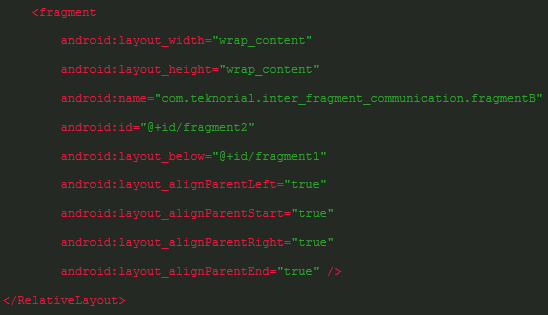 <fragment
android:layout_width="wrap_content"
android:layout_height="wrap_content"
android:name="com.teknorial.inter_fragment_communication.fragmentB"
android:id="@+id/fragment2"
android:layout_below="@+id/fragment1"
android:layout_alignParentLeft="true"
android:layout_alignParentStart="true"
android:layout_alignParentRight="true"
android:layout_alignParentEnd="true" />
</RelativeLayout>